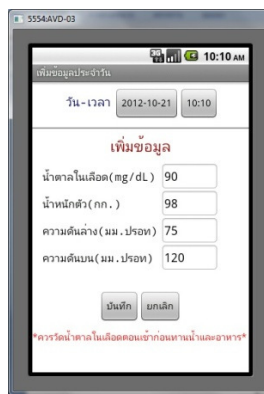 5554:AVD-03
3G 10:10 AM
เพิ่มข้อมูลประจำวัน
วัน-เวลา 2012-10-21 10:10
เพิ่มข้อมูล
น้ำตาลในเลือด(mg/dL) 90
น้ำหนักตัว(กก.) 98
ความดันล่าง(มม.ปรอท) 75
ความดันบน(มม.ปรอท) 120
บันทึก ยกเลิก
*ควรวัดน้ำตาลในเลือดตอนเช้าก่อนทานน้ำและอาหาร*